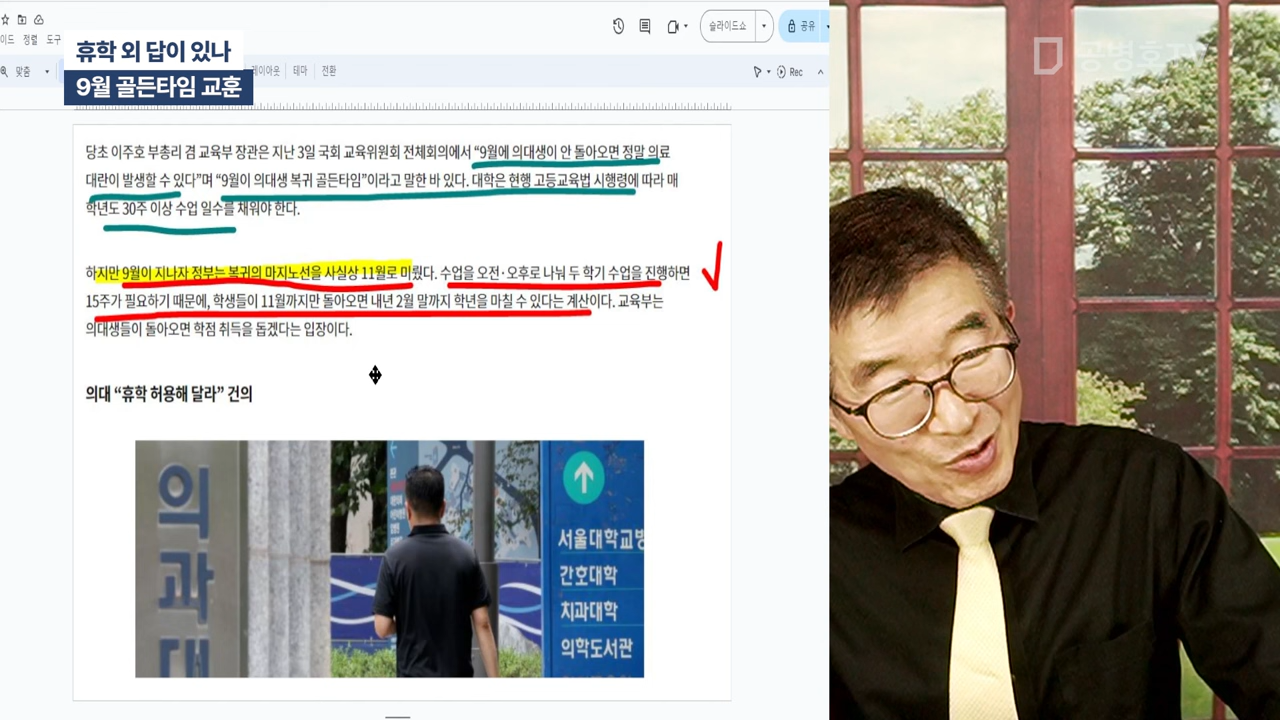 이드 정렬 도구
휴학 외 답이 있나
9월 골든타임 교훈
슬라이드쇼
공유
맞춤
레이아웃
테마
전환
Rec
공병호TV
당초 이주호 부총리 겸 교육부 장관은 지난 3일 국회 교육위원회 전체회의에서 “9월에 의대생이 안 돌아오면 정말 의료
대란이 발생할 수 있다”며 “9월이 의대생 복귀 골든타임”이라고 말한 바 있다. 대학은 현행 고등교육법 시행령에 따라 매
학년도 30주 이상 수업 일수를 채워야 한다.
하지만 9월이 지나자 정부는 복귀의 마지노선을 사실상 11월로 미뤘다. 수업을 오전·오후로 나눠 두 학기 수업을 진행하면
15주가 필요하기 때문에, 학생들이 11월까지만 돌아오면 내년 2월 말까지 학년을 마칠 수 있다는 계산이다. 교육부는
의대생들이 돌아오면 학점 취득을 돕겠다는 입장이다.
의대 “휴학 허용해 달라” 건의
의과대
서울대학교병
간호대학
치과대학
의학도서관